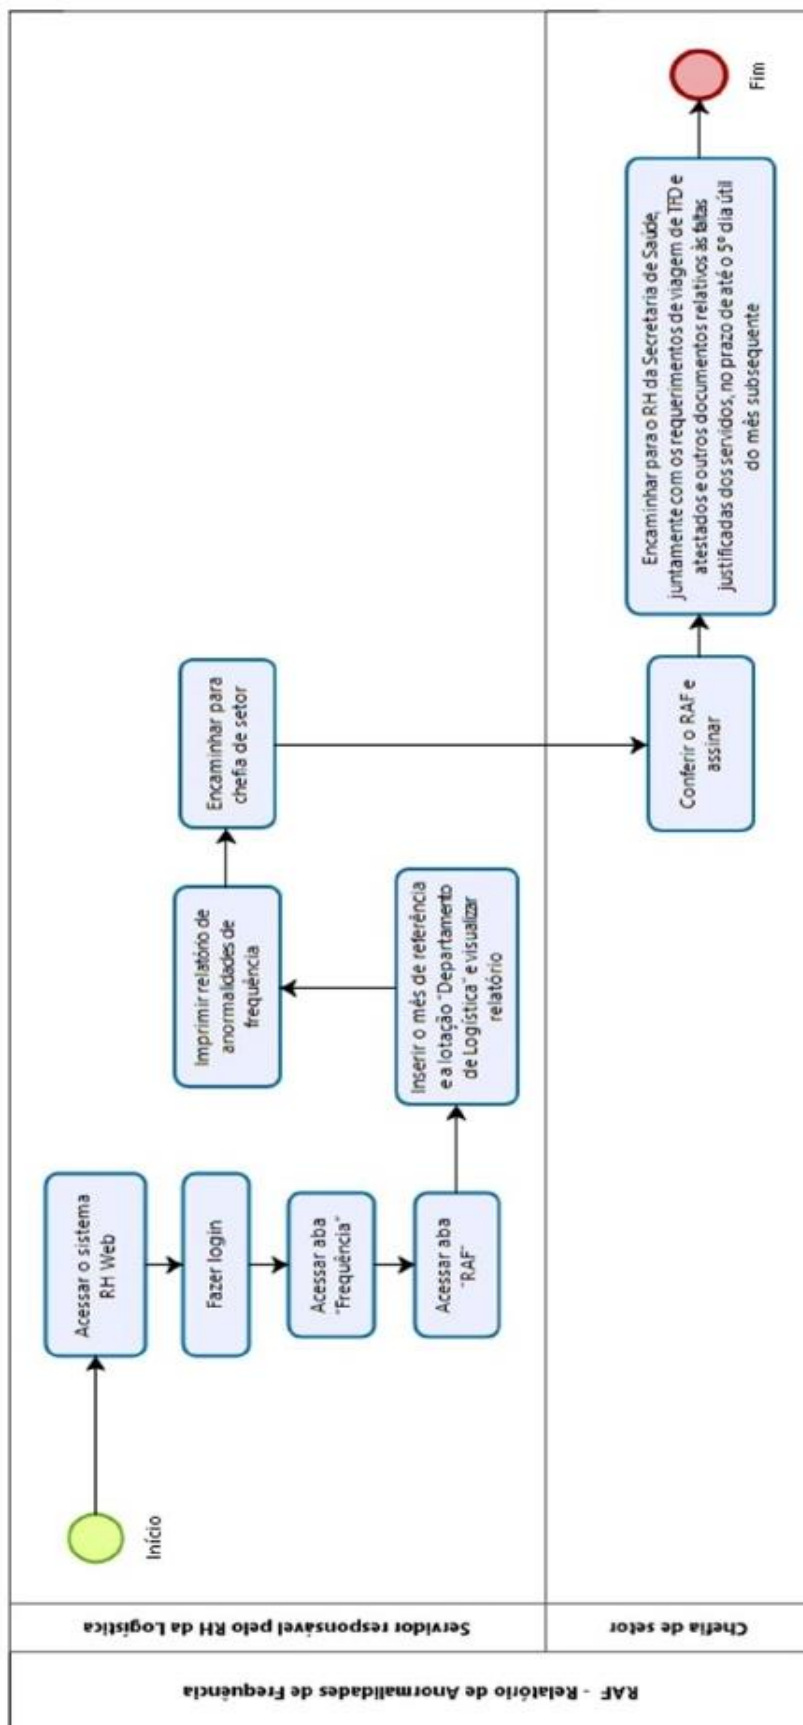 RAF - Relatório de Anormalidades de Frequência
Servidor responsável pelo RH da Logística
Início
Acessar o sistema
RH Web
Fazer login
Acessar aba
"Frequência"
Acessar aba
"RAF"
Inserir o mês de referência
e a lotação "Departamento
de Logística" e visualizar
relatório
Imprimir relatório de
anormalidades de
frequência
Encaminhar para
chefia de setor
Chefia de setor
Conferir o RAF e
assinar
Encaminhar para o RH da Secretaria de Saúde,
juntamente com os requerimentos de viagem de TFD e
atestados e outros documentos relativos às faltas
justificadas dos servidos, no prazo de até o 5º dia útil
do mês subsequente
Fim